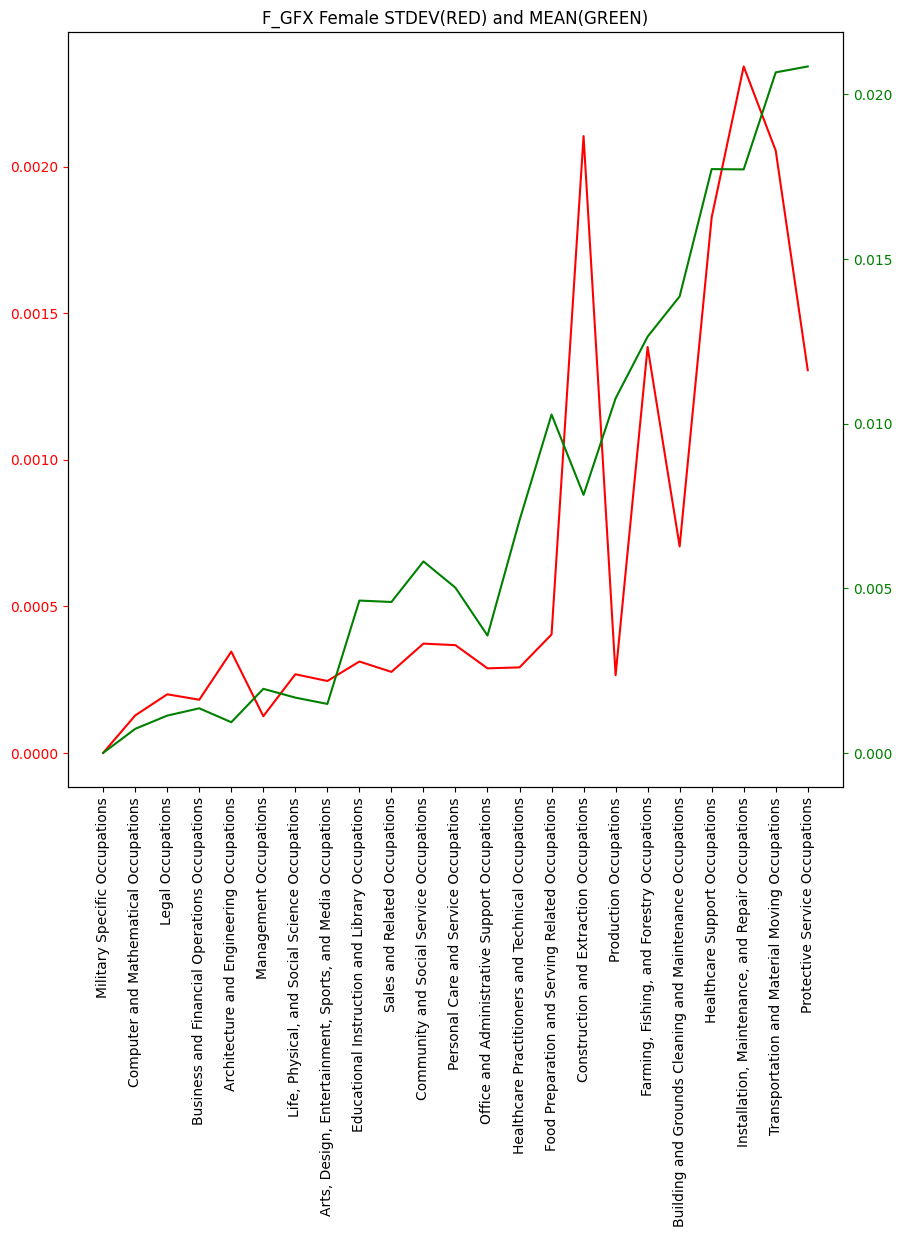 F_GFX Female STDEV(RED) and MEAN(GREEN)
0.0020
0.0015
0.0010
0.0005
0.0000
0.020
0.015
0.010
0.005
0.000
Military Specific Occupations
Computer and Mathematical Occupations
Legal Occupations
Business and Financial Operations Occupations
Architecture and Engineering Occupations
Management Occupations
Life, Physical, and Social Science Occupations
Arts, Design, Entertainment, Sports, and Media Occupations
Educational Instruction and Library Occupations
Sales and Related Occupations
Community and Social Service Occupations
Personal Care and Service Occupations
Office and Administrative Support Occupations
Healthcare Practitioners and Technical Occupations
Food Preparation and Serving Related Occupations
Construction and Extraction Occupations
Production Occupations
Farming, Fishing, and Forestry Occupations
Building and Grounds Cleaning and Maintenance Occupations
Healthcare Support Occupations
Installation, Maintenance, and Repair Occupations
Transportation and Material Moving Occupations
Protective Service Occupations